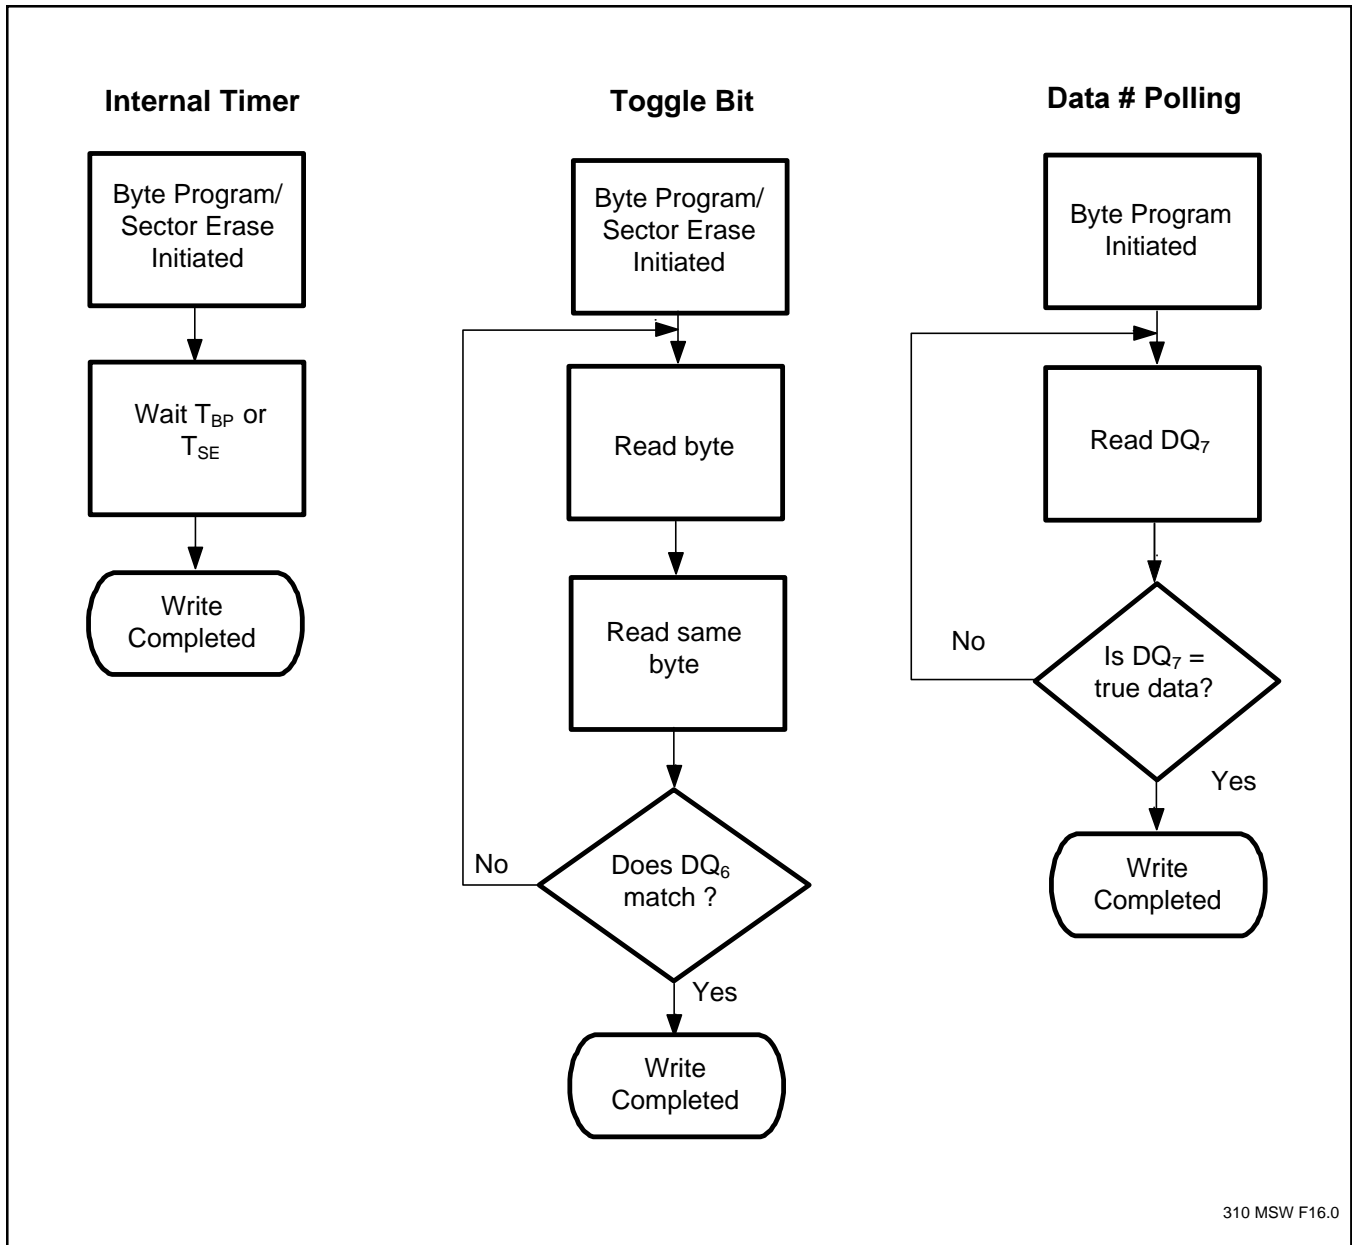 Internal Timer
Byte Program/
Sector Erase
Initiated
Wait T_BP or
T_SE
Write
Completed
Toggle Bit
Byte Program/
Sector Erase
Initiated
Read byte
Read same
byte
Does DQ₆
match ?
No
Yes
Write
Completed
Data # Polling
Byte Program
Initiated
Read DQ₇
Is DQ₇ =
true data?
No
Yes
Write
Completed
310 MSW F16.0